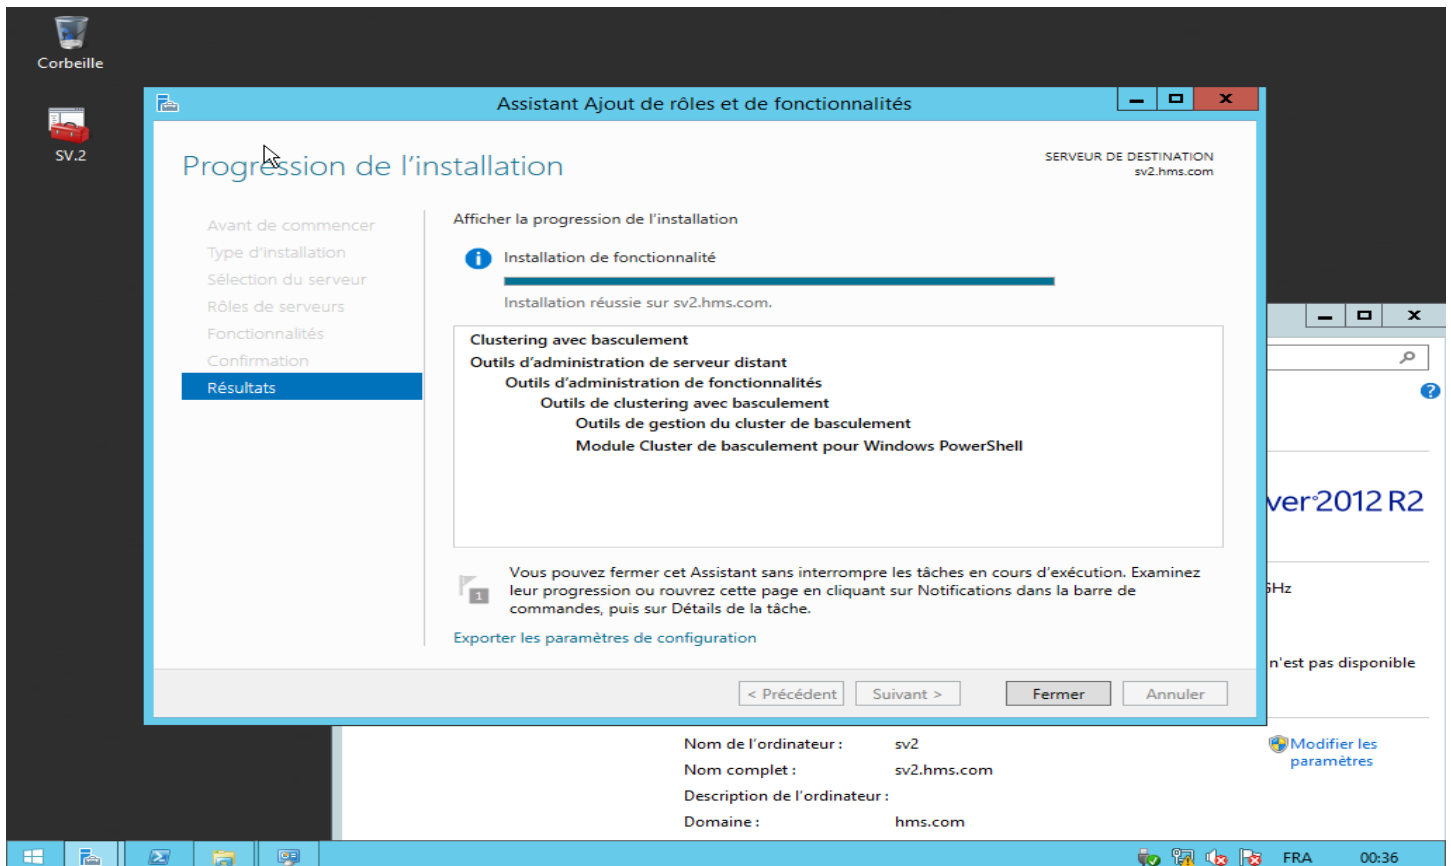 Corbeille
SV.2
Assistant Ajout de rôles et de fonctionnalités
Progression de l'installation
SERVEUR DE DESTINATION
sv2.hms.com
Avant de commencer
Type d'installation
Sélection du serveur
Rôles de serveurs
Fonctionnalités
Confirmation
Résultats
Afficher la progression de l'installation
Installation de fonctionnalité
Installation réussie sur sv2.hms.com.
Clustering avec basculement
Outils d'administration de serveur distant
Outils d'administration de fonctionnalités
Outils de clustering avec basculement
Outils de gestion du cluster de basculement
Module Cluster de basculement pour Windows PowerShell
1
Vous pouvez fermer cet Assistant sans interrompre les tâches en cours d'exécution. Examinez
leur progression ou rouvrez cette page en cliquant sur Notifications dans la barre de
commandes, puis sur Détails de la tâche.
Exporter les paramètres de configuration
< Précédent
Suivant >
Fermer
Annuler
ver 2012 R2
GHz
n'est pas disponible
Nom de l'ordinateur :
sv2
Nom complet :
sv2.hms.com
Description de l'ordinateur :
Domaine :
hms.com
Modifier les
paramètres
FRA
00:36